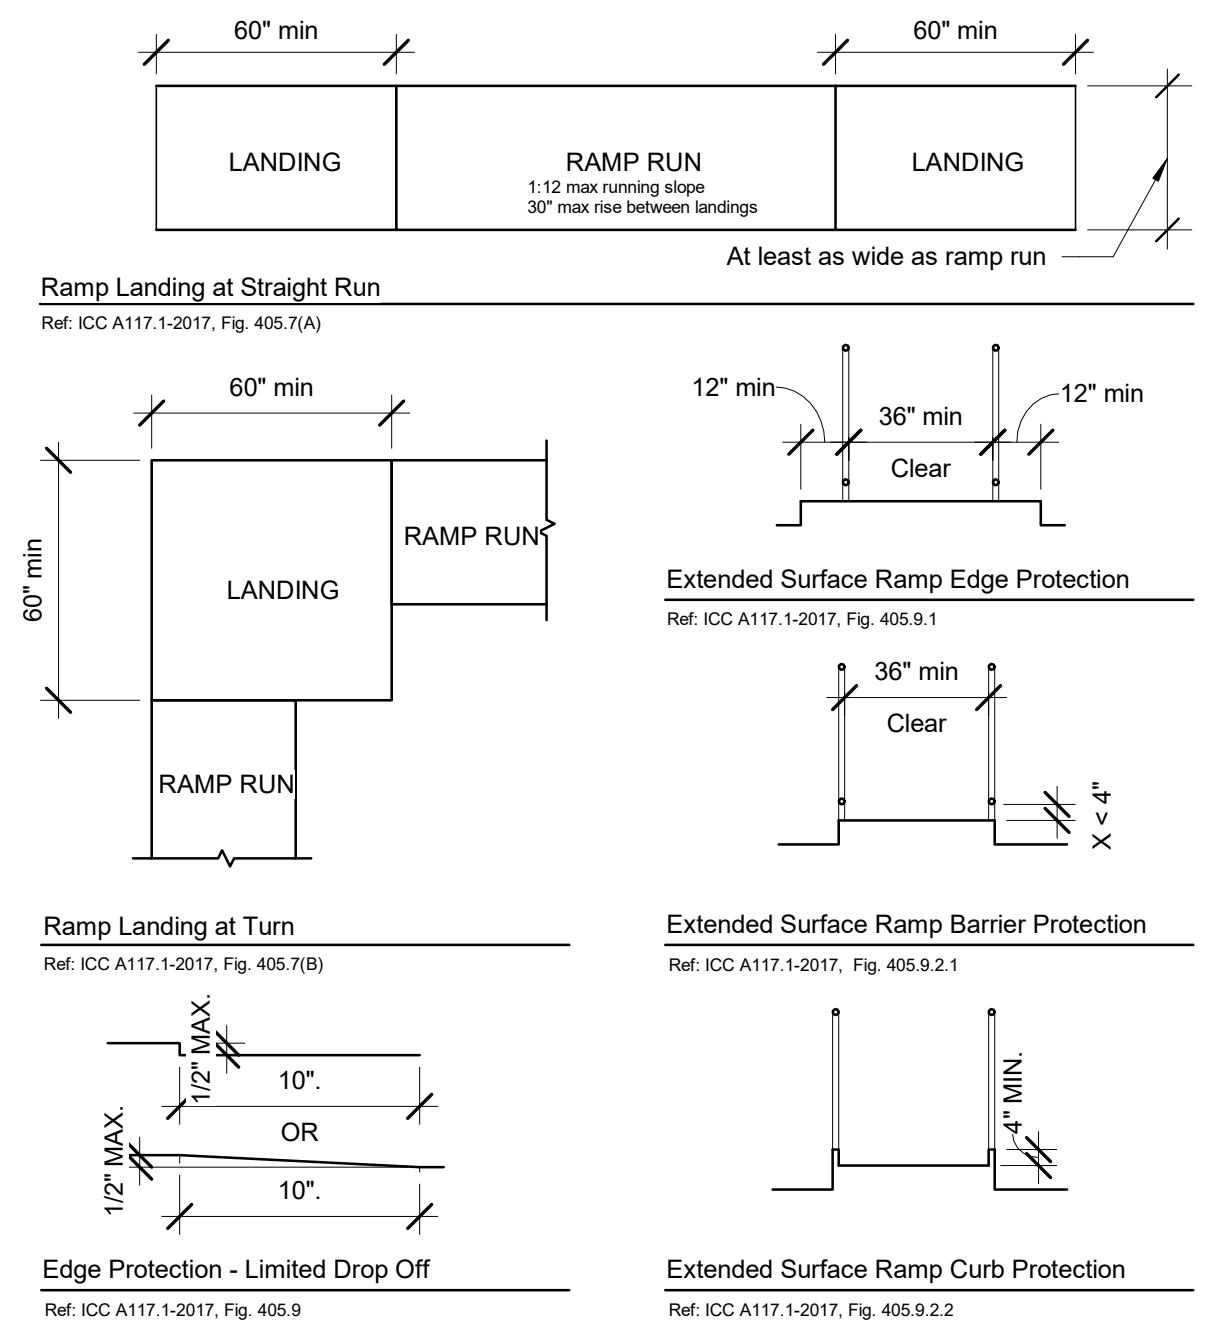 60" min
60" min
LANDING
RAMP RUN
LANDING
1:12 max running slope
30" max rise between landings
At least as wide as ramp run
Ramp Landing at Straight Run
Ref: ICC A117.1-2017, Fig. 405.7(A)
60" min
60" min
RAMP RUN
LANDING
RAMP RUN
Ramp Landing at Turn
Ref: ICC A117.1-2017, Fig. 405.7(B)
12" min
12" min
36" min
Clear
Extended Surface Ramp Edge Protection
Ref: ICC A117.1-2017, Fig. 405.9.1
36" min
Clear
X < 4"
Extended Surface Ramp Barrier Protection
Ref: ICC A117.1-2017,  Fig. 405.9.2.1
1/2" MAX.
10".
OR
1/2" MAX.
10".
Edge Protection - Limited Drop Off
Ref: ICC A117.1-2017, Fig. 405.9
4" MIN.
Extended Surface Ramp Curb Protection
Ref: ICC A117.1-2017, Fig. 405.9.2.2